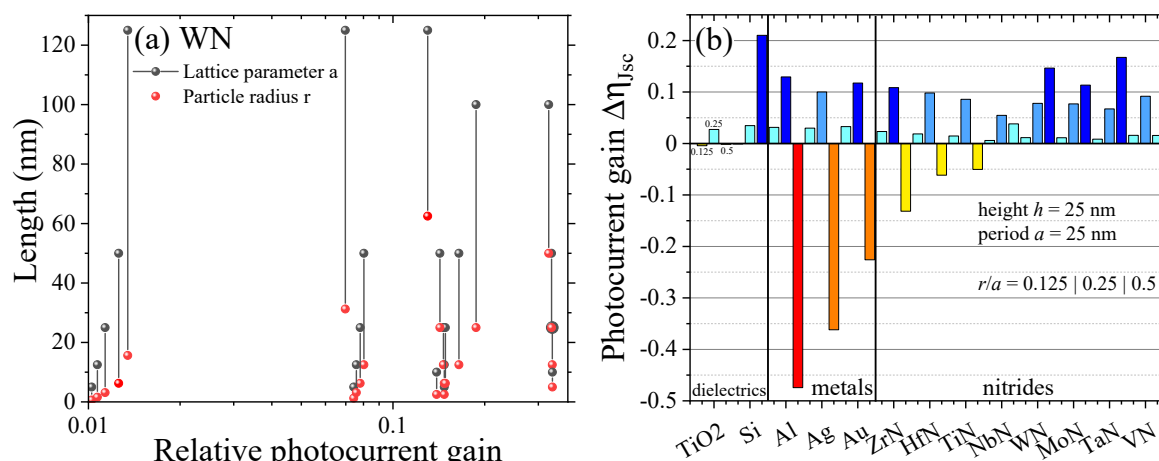 (a) WN
Lattice parameter a
Particle radius r
Length (nm)
120
100
80
60
40
20
0
0.01
0.1
Relative photocurrent gain
(b)
Photocurrent gain Δη_Jsc
0.2
0.1
0
-0.1
-0.2
-0.3
-0.4
-0.5
0.125
0.25
0.5
height h = 25 nm
period a = 25 nm
r/a = 0.125 | 0.25 | 0.5
dielectrics
metals
nitrides
TiO2
Si
Al
Ag
Au
ZrN
HfN
TiN
NbN
WN
MoN
TaN
VN